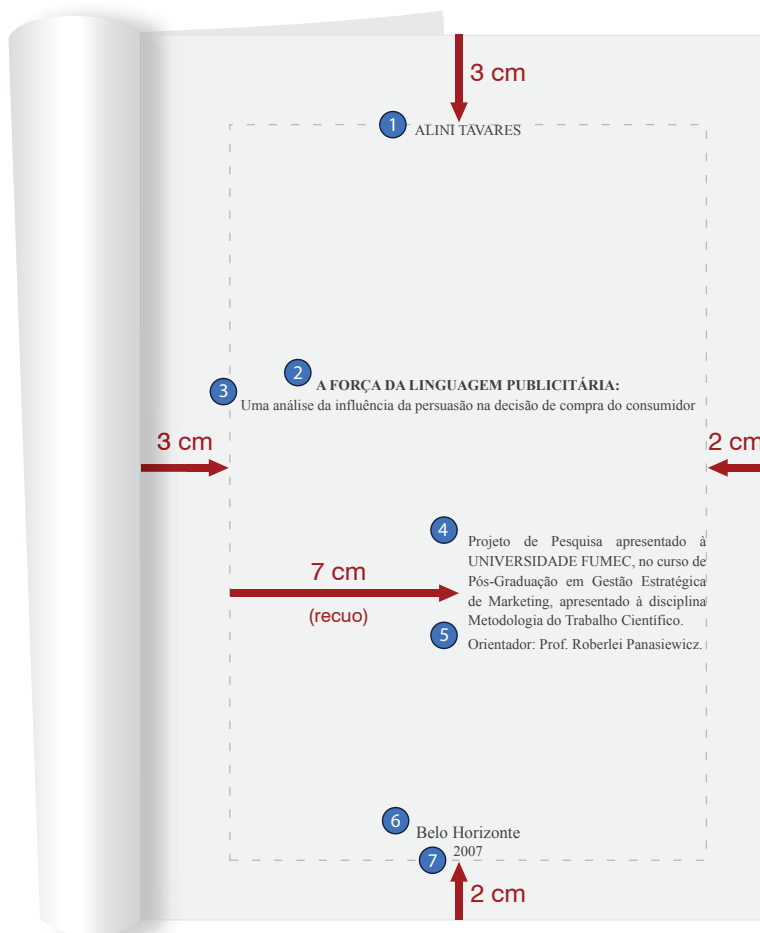 3 cm
1
ALINI TAVARES
2
A FORÇA DA LINGUAGEM PUBLICITÁRIA:
3
Uma análise da influência da persuasão na decisão de compra do consumidor
3 cm
2 cm
4
Projeto de Pesquisa apresentado à
UNIVERSIDADE FUMEC, no curso de
Pós-Graduação em Gestão Estratégica
de Marketing, apresentado à disciplina
Metodologia do Trabalho Científico.
7 cm
(recuo)
5
Orientador: Prof. Roberlei Panasiewicz.
6
Belo Horizonte
7
2007
2 cm